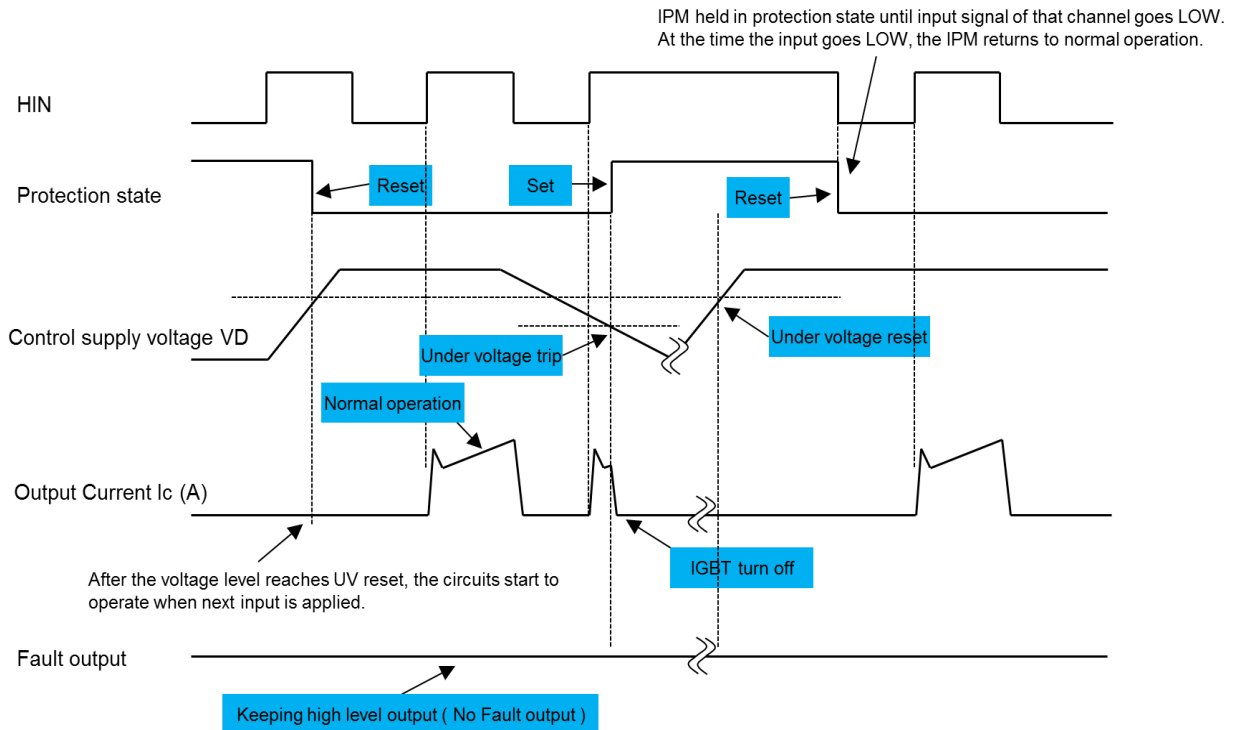 IPM held in protection state until input signal of that channel goes LOW.
At the time the input goes LOW, the IPM returns to normal operation.
HIN
Protection state
Reset
Set
Reset
Control supply voltage VD
Under voltage trip
Under voltage reset
Normal operation
Output Current Ic (A)
IGBT turn off
After the voltage level reaches UV reset, the circuits start to
operate when next input is applied.
Fault output
Keeping high level output ( No Fault output )